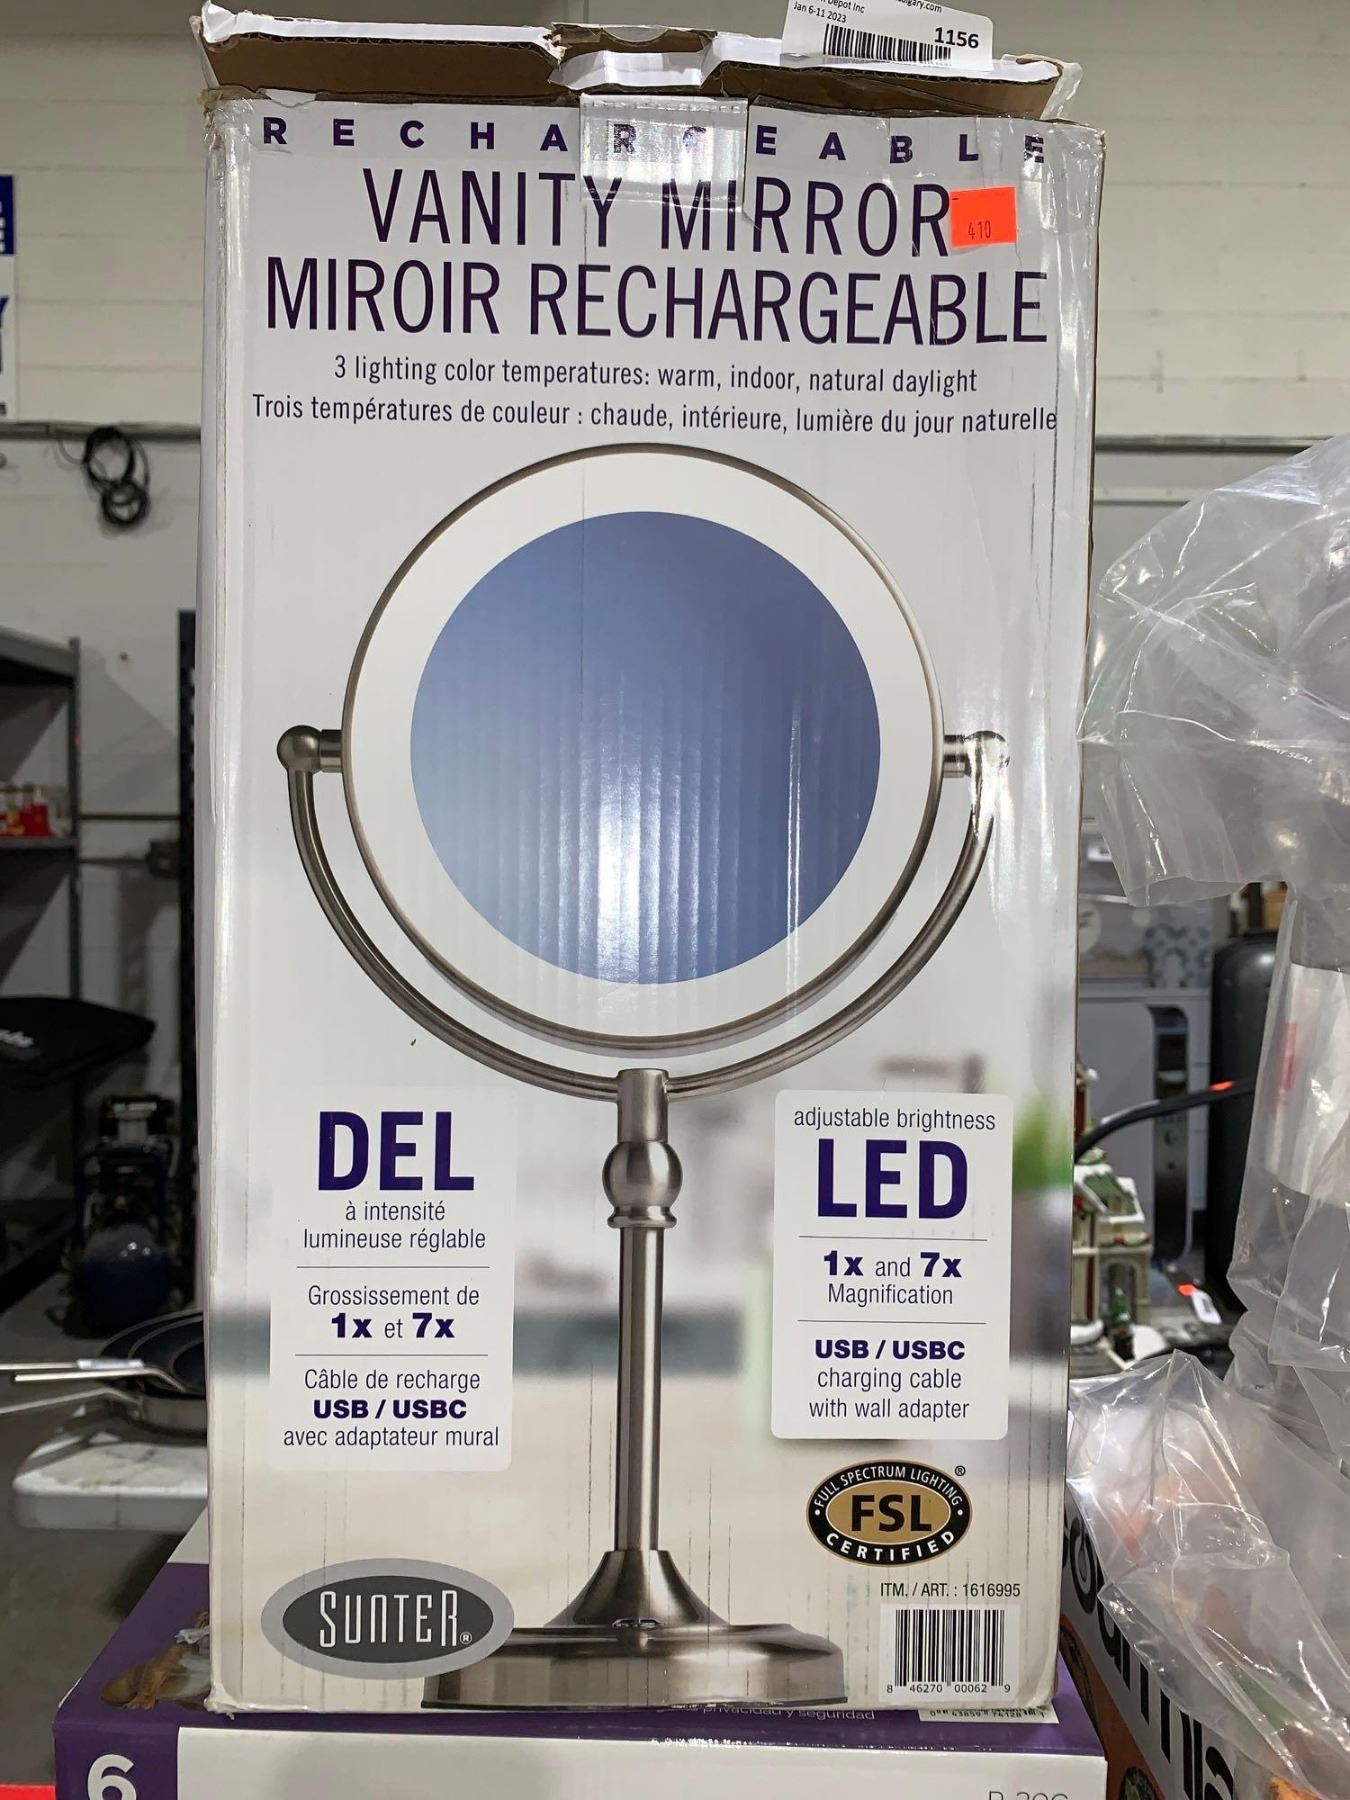 Jan 6-11 2023
1156
RECHARGEABLE
VANITY MIRROR
410
MIROIR RECHARGEABLE
3 lighting color temperatures: warm, indoor, natural daylight
Trois températures de couleur : chaude, intérieure, lumière du jour naturelle
DEL
à intensité
lumineuse réglable
Grossissement de
1x et 7x
Câble de recharge
USB / USBC
avec adaptateur mural
adjustable brightness
LED
1x and 7x
Magnification
USB / USBC
charging cable
with wall adapter
FULL SPECTRUM LIGHTING ®
FSL
CERTIFIED
SUNTER®
ITM. / ART. : 1616995
8 46270 00062 9
privacidad y seguridad
6